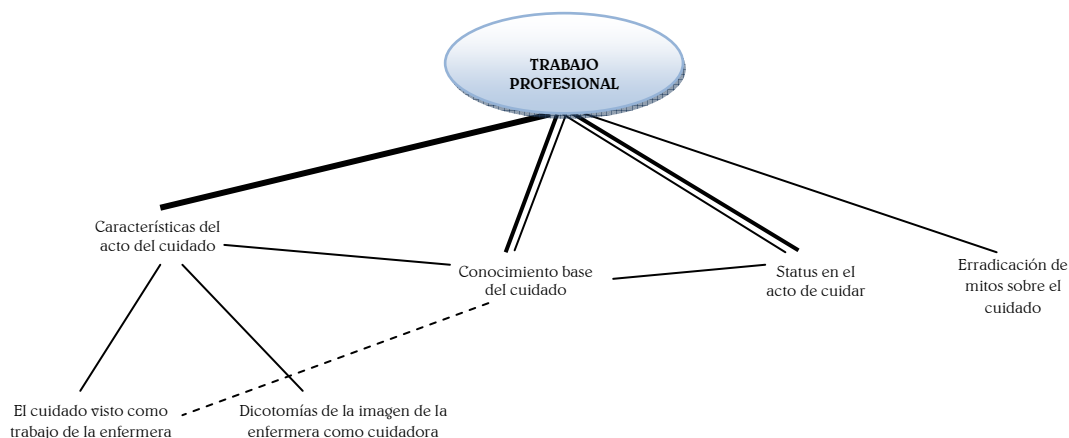 TRABAJO
PROFESIONAL
Características del
acto del cuidado
Conocimiento base
del cuidado
Status en el
acto de cuidar
Erradicación de
mitos sobre el
cuidado
El cuidado visto como
trabajo de la enfermera
Dicotomías de la imagen de la
enfermera como cuidadora